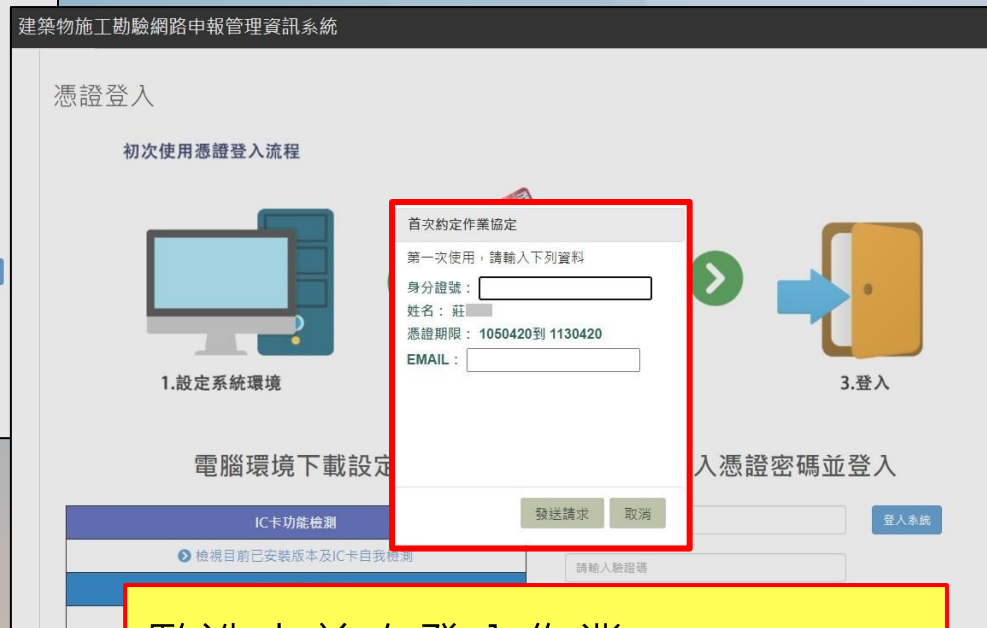 建築物施工勘驗網路申報管理資訊系統
憑證登入
初次使用憑證登入流程
首次約定作業協定
第一次使用，請輸入下列資料
身分證號：
姓名： 莊
憑證期限： 1050420到 1130420
EMAIL：
發送請求 取消
1.設定系統環境
3.登入
電腦環境下載設定
入憑證密碼並登入
IC卡功能檢測
登入系統
檢視目前已安裝版本及IC卡自我檢測
請輸入驗證碼